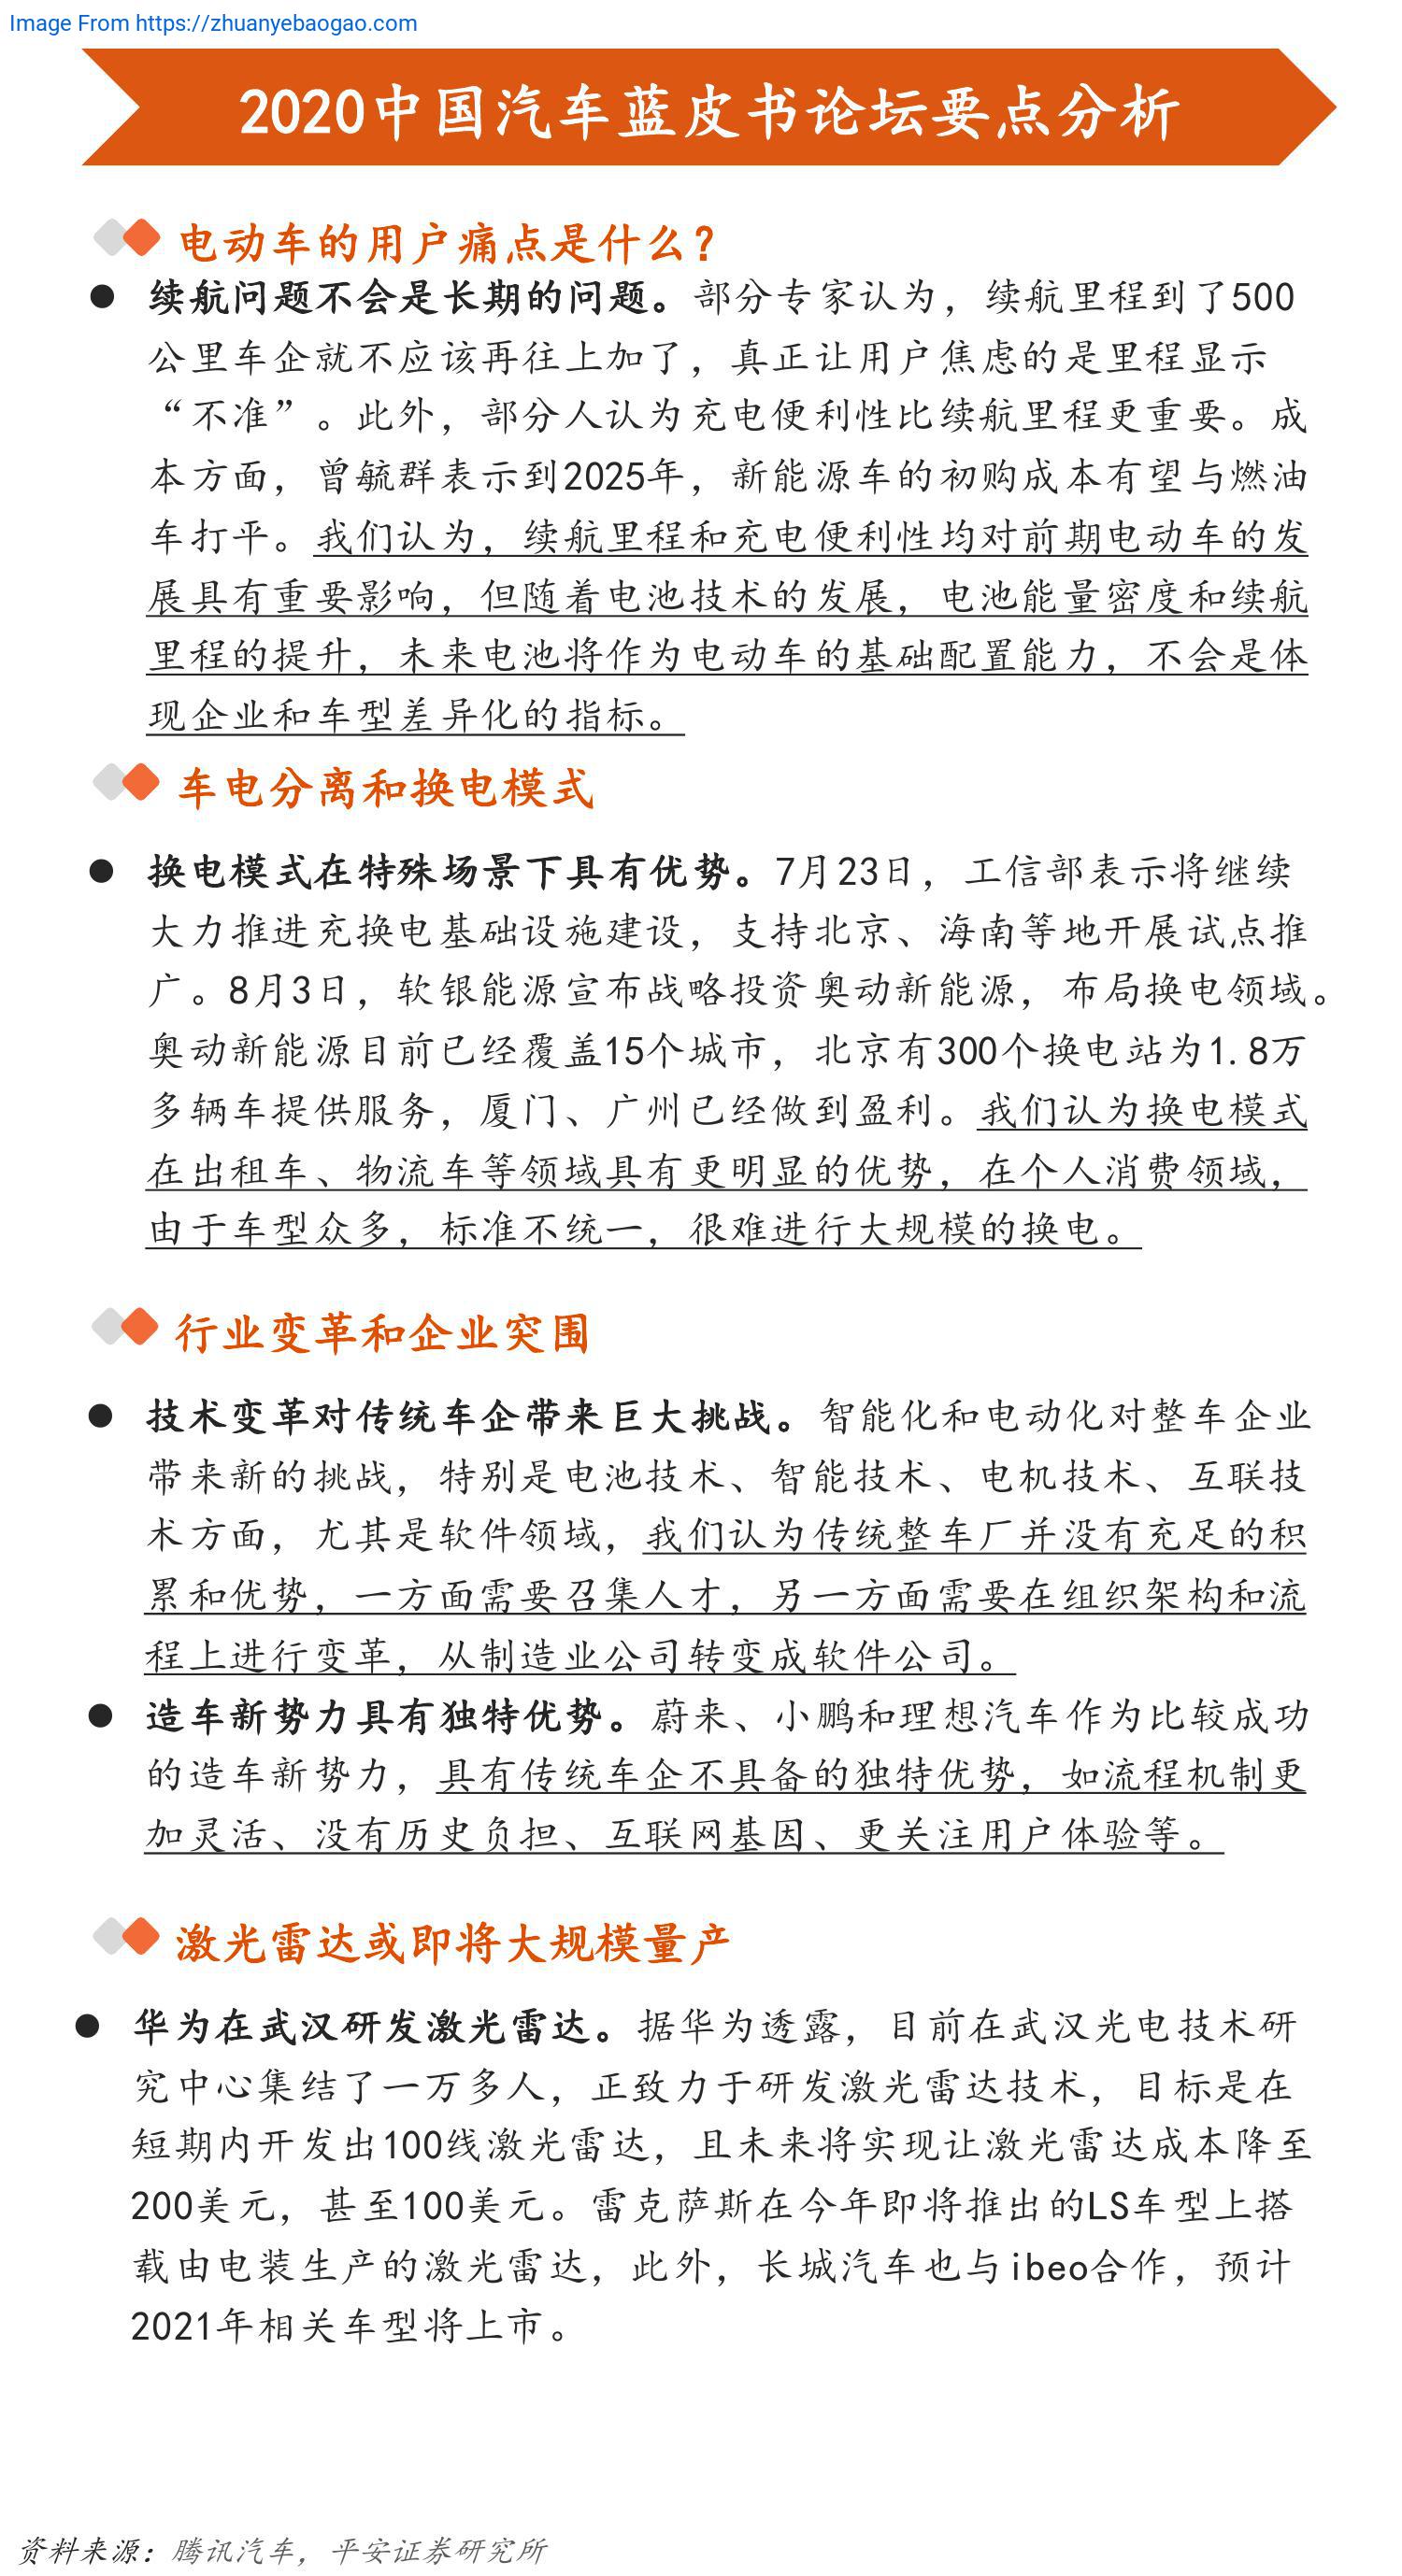 Image From https://zhuanyebaogao.com
2020中国汽车蓝皮书论坛要点分析
电动车的用户痛点是什么？
● 续航问题不会是长期的问题。部分专家认为，续航里程到了500
公里车企就不应该再往上加了，真正让用户焦虑的是里程显示
“不准”。此外，部分人认为充电便利性比续航里程更重要。成
本方面，曾毓群表示到2025年，新能源车的初购成本有望与燃油
车打平。我们认为，续航里程和充电便利性均对前期电动车的发
展具有重要影响，但随着电池技术的发展，电池能量密度和续航
里程的提升，未来电池将作为电动车的基础配置能力，不会是体
现企业和车型差异化的指标。
车电分离和换电模式
● 换电模式在特殊场景下具有优势。7月23日，工信部表示将继续
大力推进充换电基础设施建设，支持北京、海南等地开展试点推
广。8月3日，软银能源宣布战略投资奥动新能源，布局换电领域。
奥动新能源目前已经覆盖15个城市，北京有300个换电站为1.8万
多辆车提供服务，厦门、广州已经做到盈利。我们认为换电模式
在出租车、物流车等领域具有更明显的优势，在个人消费领域，
由于车型众多，标准不统一，很难进行大规模的换电。
行业变革和企业突围
● 技术变革对传统车企带来巨大挑战。智能化和电动化对整车企业
带来新的挑战，特别是电池技术、智能技术、电机技术、互联技
术方面，尤其是软件领域，我们认为传统整车厂并没有充足的积
累和优势，一方面需要召集人才，另一方面需要在组织架构和流
程上进行变革，从制造业公司转变成软件公司。
● 造车新势力具有独特优势。蔚来、小鹏和理想汽车作为比较成功
的造车新势力，具有传统车企不具备的独特优势，如流程机制更
加灵活、没有历史负担、互联网基因、更关注用户体验等。
激光雷达或即将大规模量产
● 华为在武汉研发激光雷达。据华为透露，目前在武汉光电技术研
究中心集结了一万多人，正致力于研发激光雷达技术，目标是在
短期内开发出100线激光雷达，且未来将实现让激光雷达成本降至
200美元，甚至100美元。雷克萨斯在今年即将推出的LS车型上搭
载由电装生产的激光雷达，此外，长城汽车也与ibeo合作，预计
2021年相关车型将上市。
资料来源：腾讯汽车，平安证券研究所